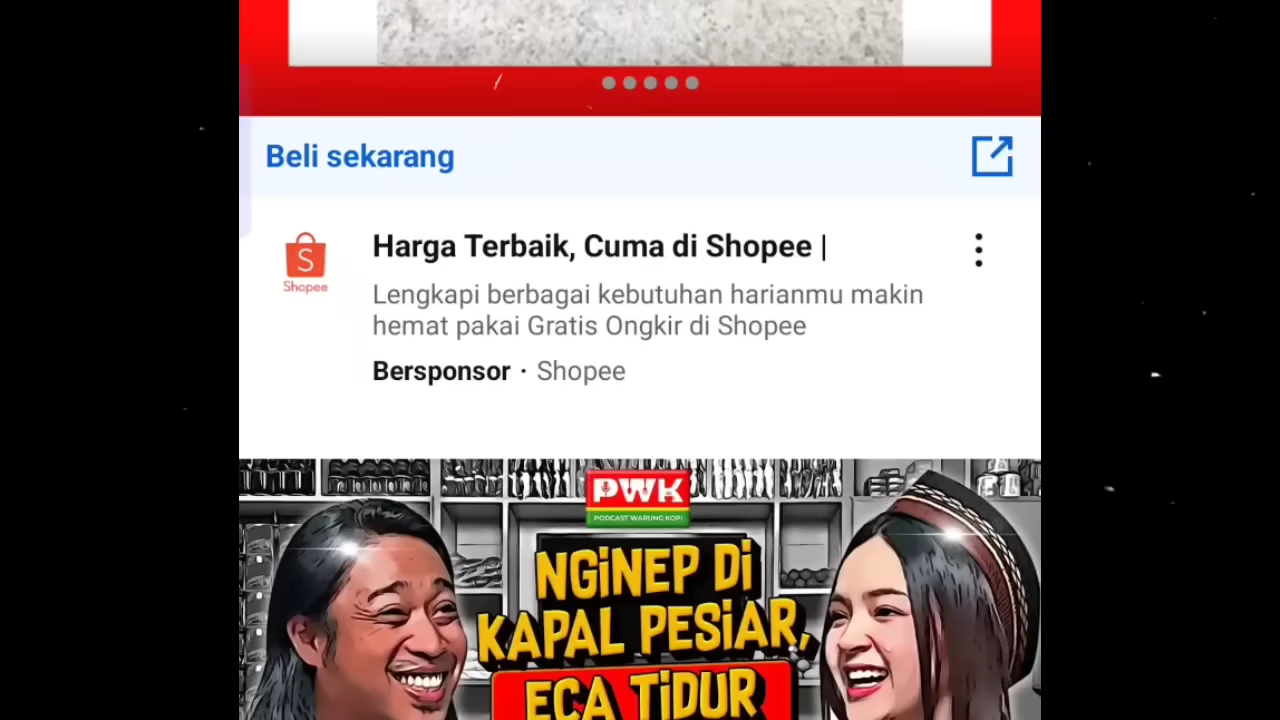 Beli sekarang
S
Shopee
Harga Terbaik, Cuma di Shopee |
Lengkapi berbagai kebutuhan harianmu makin
hemat pakai Gratis Ongkir di Shopee
Bersponsor · Shopee
PWK
PODCAST WARUNG KOPI
NGiNEP Di
KAPAL PESiAR,
ECA TiDUR